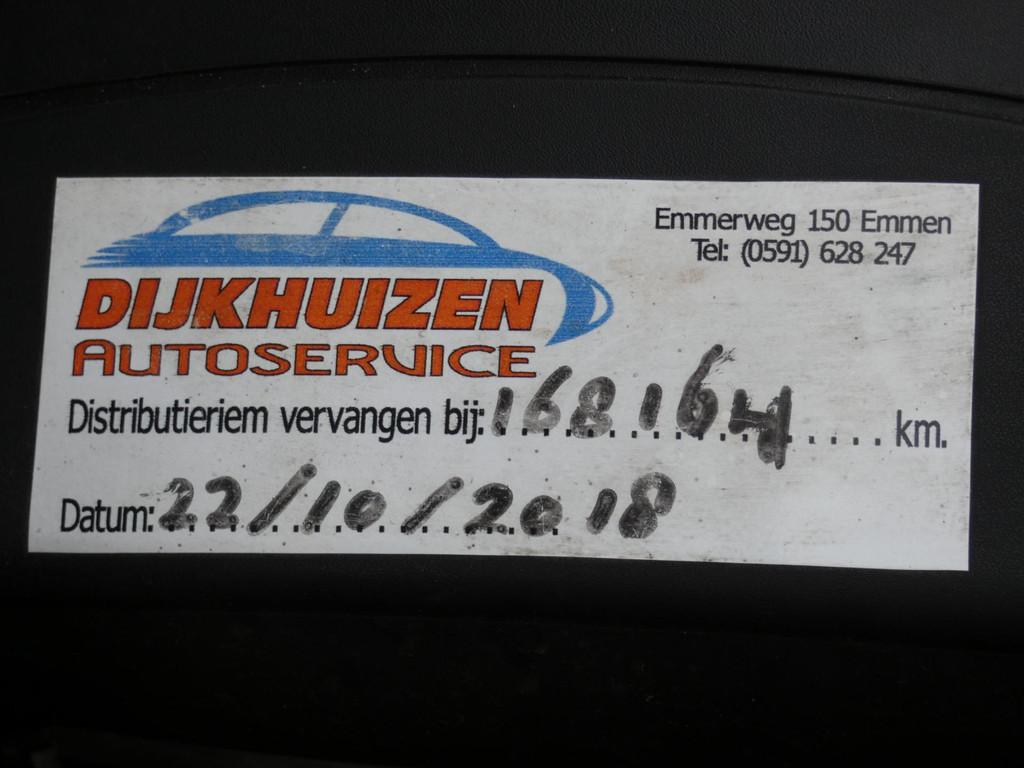 Emmerweg 150 Emmen
Tel: (0591) 628 247
DIJKHUIZEN
AUTOSERVICE
Distributieriem vervangen bij: 168164 km.
Datum: 22/10/2018